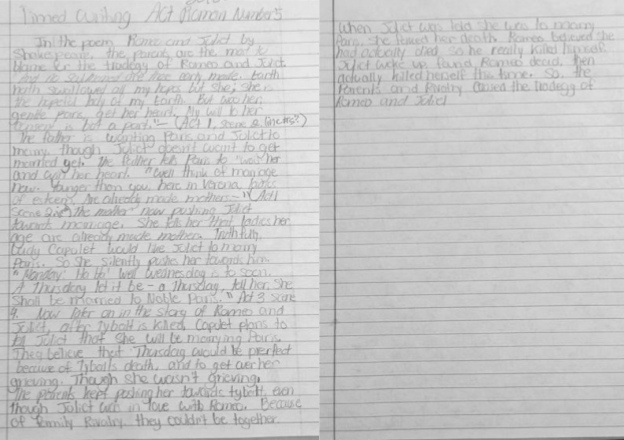 Timed Writing Act Roman Numbers
In the poem, Romeo and Juliet by
Shakespeare, the parents are the most to
blame for the tradegy of Romeo and Juliet.
And too soon marred are those early made. Earth
hath swallowed all my hopes but she; she is
the hopeful lady of my earth. But woo her,
gentle Paris, get her heart, My will to her
consent is but a part." (Act 1, Scene 2
The father is wanting Paris and Juliet to
marry, though Juliet doesn't want to get
married yet. The father tells Paris to "woo" her
and get her heart. "Well think of marriage
now. Younger than you, here in Verona, ladies
of esteem, Are already made mothers-" (Act 1
Scene the mother now pushing Juliet
towards marriage. She tells her that ladies her
age are already made mother. Truthfully,
Lady Capulet would like Juliet to marry
Paris. So she silently pushes her towards him.
"Monday! Ha ha! Well Wednesday is to soon,
A Thursday let it be - a Thursday, tell her, She
shall be married to Noble Paris." Act 3 scene
4. Now later on in the story of Romeo and
Juliet, after tybalt is killed, Capulet plans to
tell Juliet that she will be marrying Paris.
They believe that Thursday would be prefect
because of Tybalts death, and to get over her
grieving. Though she wasn't grieving.
The parents kept pushing her towards tybalt, even
though Juliet was in love with Romeo. Because
of family Rivalry they couldn't be together.
When Juliet was told she was to marry
Paris, she faked her death. Romeo believed she
had actually died, so he really killed himself.
Juliet woke up found Romeo dead, then
actually killed herself this time. So, the
Parents and Rivalry caused the tradegy of
Romeo and Juliet